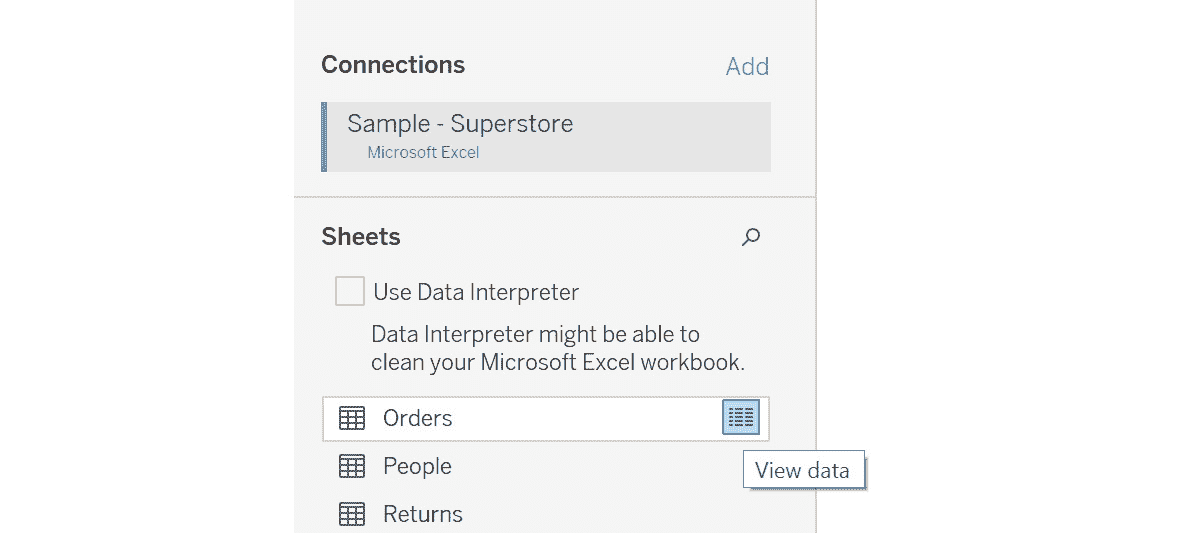 Connections
Add
Sample - Superstore
Microsoft Excel
Sheets
Use Data Interpreter
Data Interpreter might be able to
clean your Microsoft Excel workbook.
Orders
People
View data
Returns